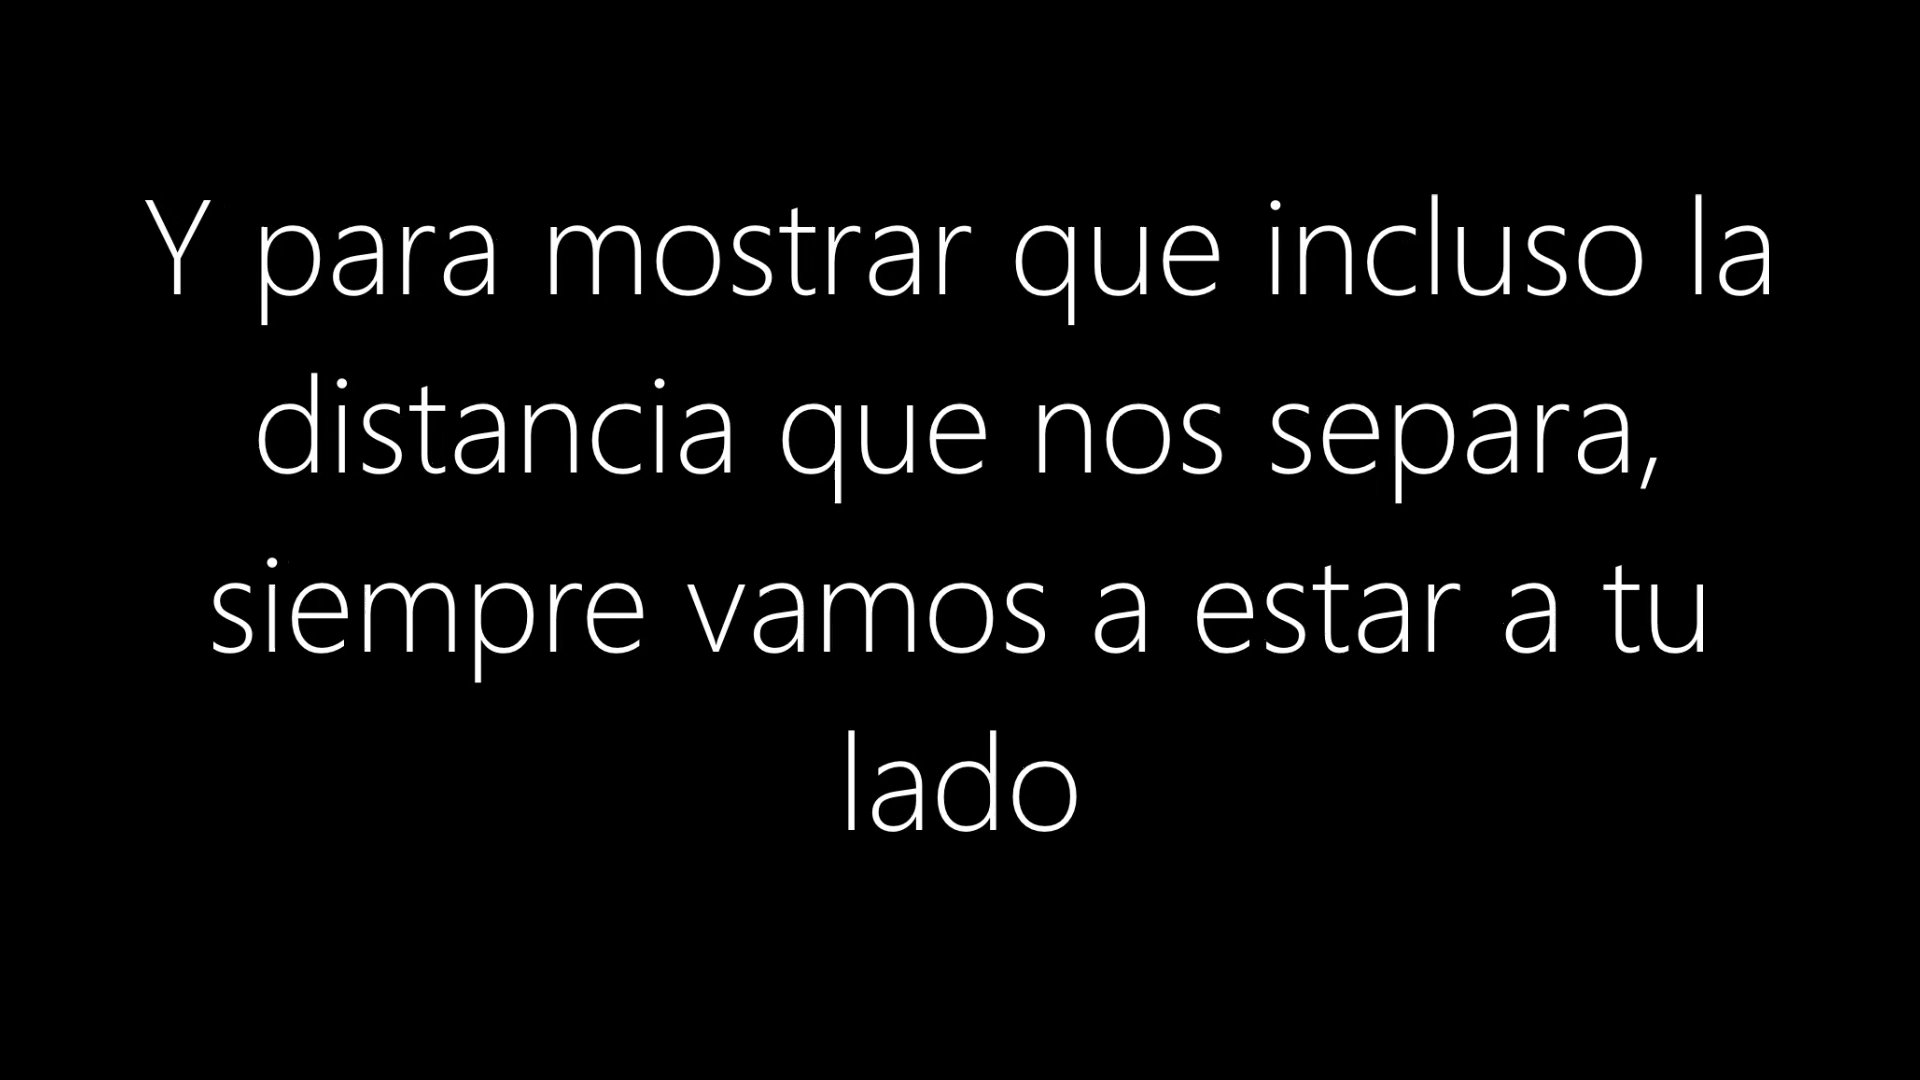 Y para mostrar que incluso la
distancia que nos separa,
siempre vamos a estar a tu
lado